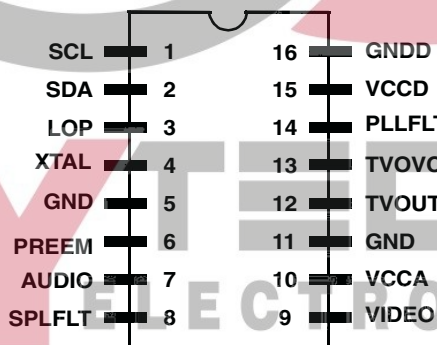 SCL 1 16 GNDD
SDA 2 15 VCCD
LOP 3 14 PLLFLT
XTAL 4 13 TVOVC
GND 5 12 TVOUT
PREEM 6 11 GND
AUDIO 7 10 VCCA
SPLFLT 8 9 VIDEO